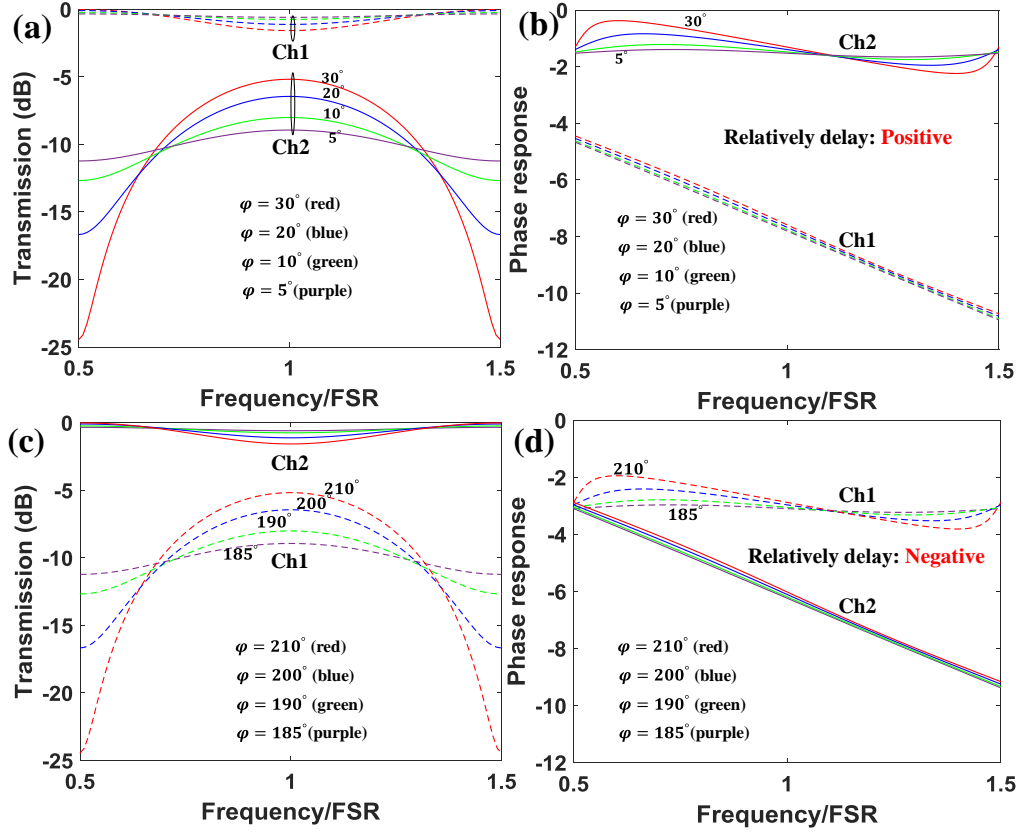 (a)
Transmission (dB)
0
-5
-10
-15
-20
-25
Ch1
30°
20°
10°
5°
Ch2
φ = 30° (red)
φ = 20° (blue)
φ = 10° (green)
φ = 5°(purple)
0.5 1 1.5
Frequency/FSR
(b)
Phase response
0
-2
-4
-6
-8
-10
-12
30°
Ch2
5°
Relatively delay: Positive
φ = 30° (red)
Ch1
φ = 20° (blue)
φ = 10° (green)
φ = 5°(purple)
0.5 1 1.5
Frequency/FSR
(c)
Transmission (dB)
0
-5
-10
-15
-20
-25
Ch2
210°
200°
190°
185°
Ch1
φ = 210° (red)
φ = 200° (blue)
φ = 190° (green)
φ = 185°(purple)
0.5 1 1.5
Frequency/FSR
(d)
Phase response
0
-2
-4
-6
-8
-10
-12
210°
Ch1
185°
Relatively delay: Negative
Ch2
φ = 210° (red)
φ = 200° (blue)
φ = 190° (green)
φ = 185°(purple)
0.5 1 1.5
Frequency/FSR